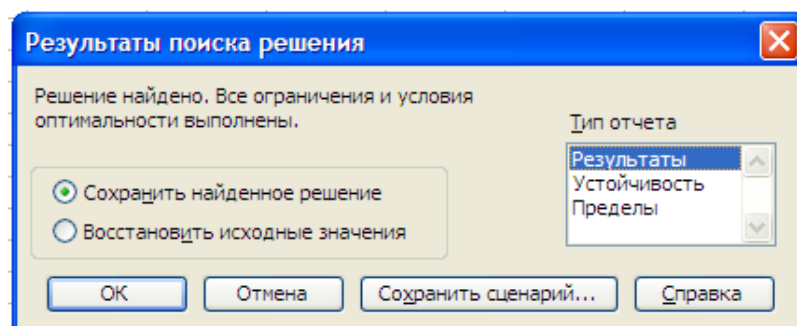 Результаты поиска решения
Решение найдено. Все ограничения и условия
оптимальности выполнены.
Тип отчета
Результаты
Устойчивость
Пределы
Сохранить найденное решение
Восстановить исходные значения
ОК
Отмена
Сохранить сценарий...
Справка